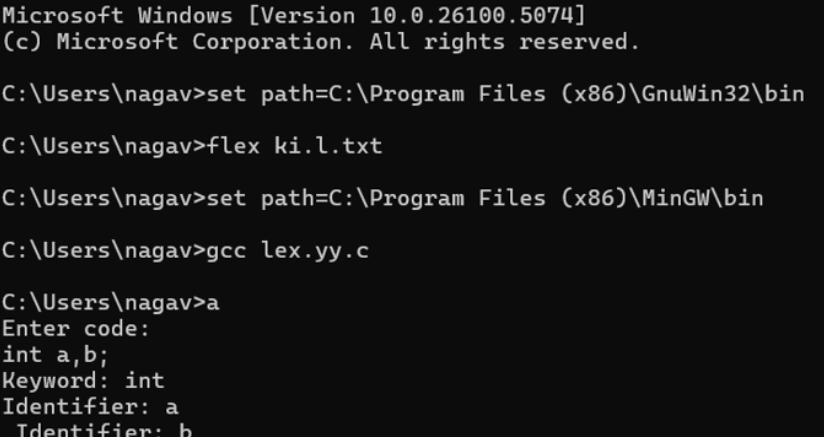 Microsoft Windows [Version 10.0.26100.5074]
(c) Microsoft Corporation. All rights reserved.
C:\Users\nagav>set path=C:\Program Files (x86)\GnuWin32\bin
C:\Users\nagav>flex ki.l.txt
C:\Users\nagav>set path=C:\Program Files (x86)\MinGW\bin
C:\Users\nagav>gcc lex.yy.c
C:\Users\nagav>a
Enter code:
int a,b;
Keyword: int
Identifier: a
 Identifier: b